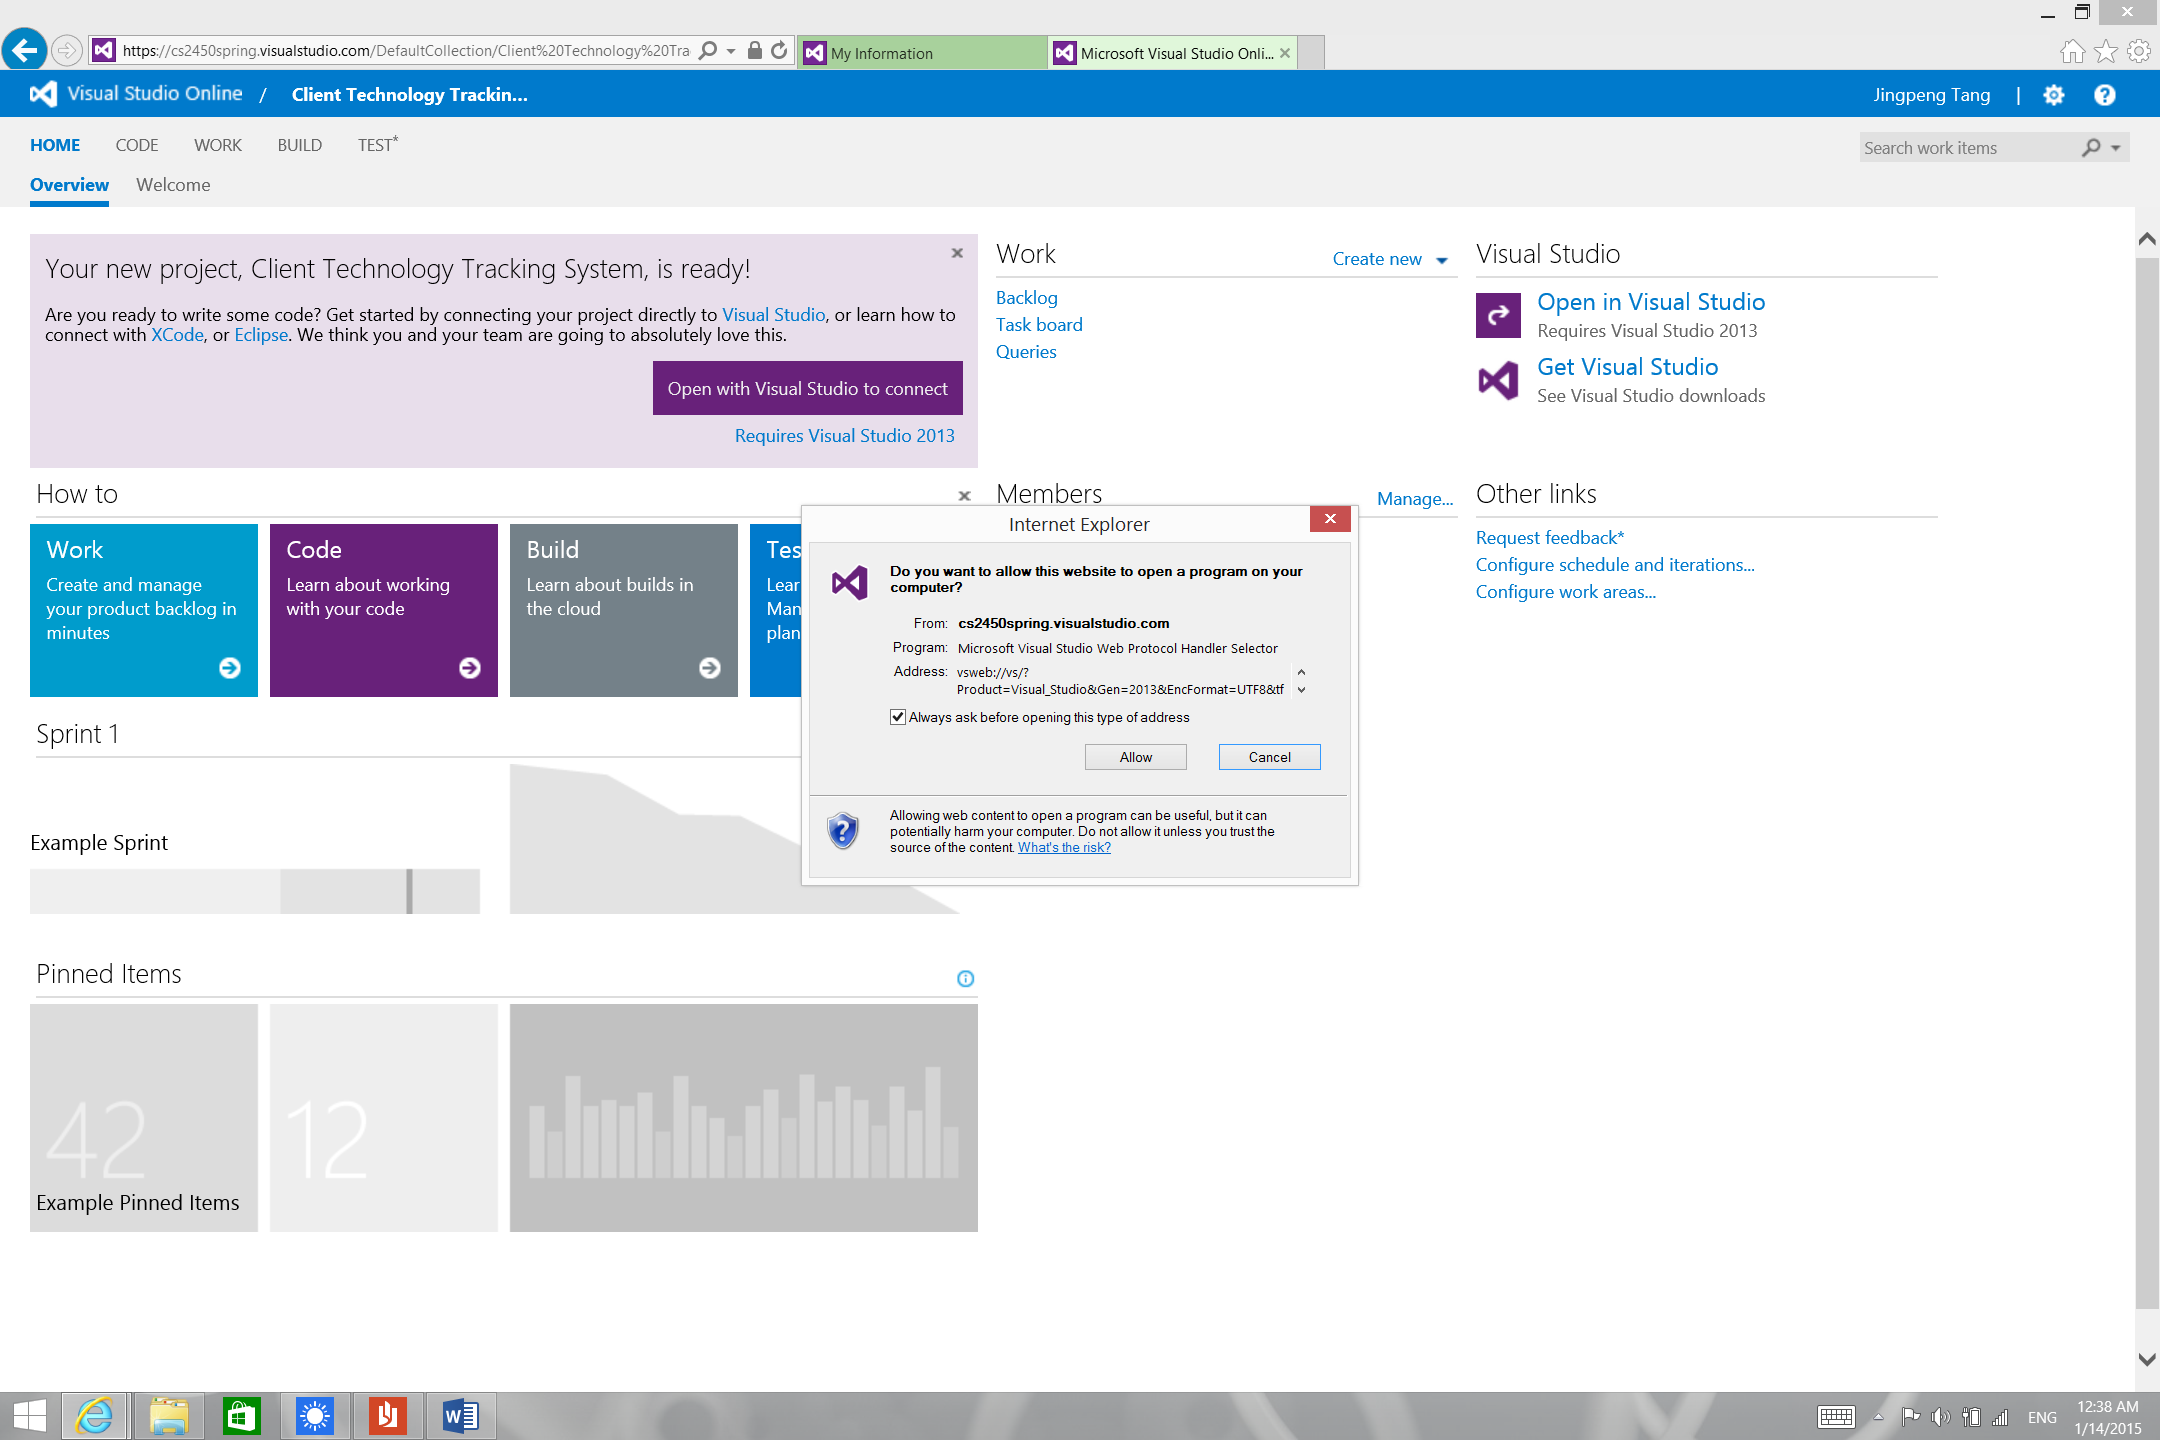 https://cs2450spring.visualstudio.com/DefaultCollection/Client%20Technology%20Tra
My Information
Microsoft Visual Studio Onli...
Visual Studio Online / Client Technology Trackin...
Jingpeng Tang |
HOME CODE WORK BUILD TEST*
Search work items
Overview Welcome
Your new project, Client Technology Tracking System, is ready!
Are you ready to write some code? Get started by connecting your project directly to Visual Studio, or learn how to
connect with XCode, or Eclipse. We think you and your team are going to absolutely love this.
Open with Visual Studio to connect
Requires Visual Studio 2013
Work
Create new
Backlog
Task board
Queries
Visual Studio
Open in Visual Studio
Requires Visual Studio 2013
Get Visual Studio
See Visual Studio downloads
How to
Work
Create and manage
your product backlog in
minutes
Code
Learn about working
with your code
Build
Learn about builds in
the cloud
Tes
Lear
Man
plan
Members
Manage...
Other links
Request feedback*
Configure schedule and iterations...
Configure work areas...
Internet Explorer
Do you want to allow this website to open a program on your
computer?
From: cs2450spring.visualstudio.com
Program: Microsoft Visual Studio Web Protocol Handler Selector
Address: vsweb://vs/?
Product=Visual_Studio&Gen=2013&EncFormat=UTF8&tf
Always ask before opening this type of address
Allow
Cancel
Allowing web content to open a program can be useful, but it can
potentially harm your computer. Do not allow it unless you trust the
source of the content. What's the risk?
Sprint 1
Example Sprint
Pinned Items
42
Example Pinned Items
12
ENG
12:38 AM
1/14/2015